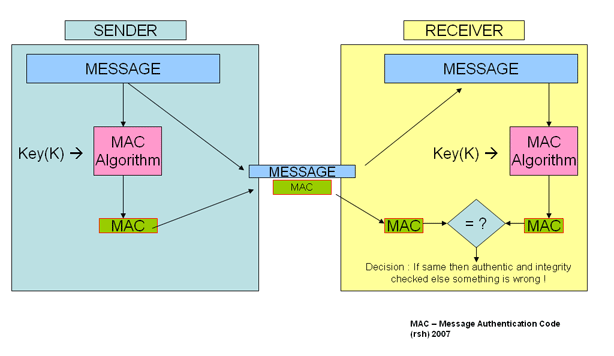 SENDER
MESSAGE
Key(K) →
MAC
Algorithm
MAC
MESSAGE
MAC
RECEIVER
MESSAGE
Key(K) →
MAC
Algorithm
MAC
= ?
MAC
Decision : If same then authentic and integrity
checked else something is wrong !
MAC – Message Authentication Code
(rsh) 2007